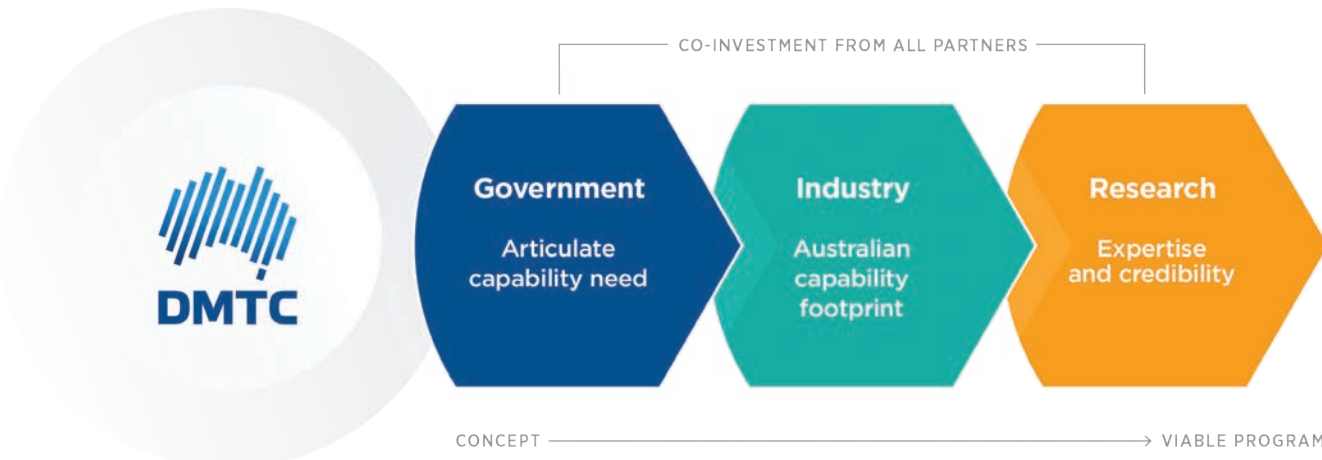 CO-INVESTMENT FROM ALL PARTNERS
DMTC
Government
Articulate
capability need
Industry
Australian
capability
footprint
Research
Expertise
and credibility
CONCEPT
VIABLE PROGRAM